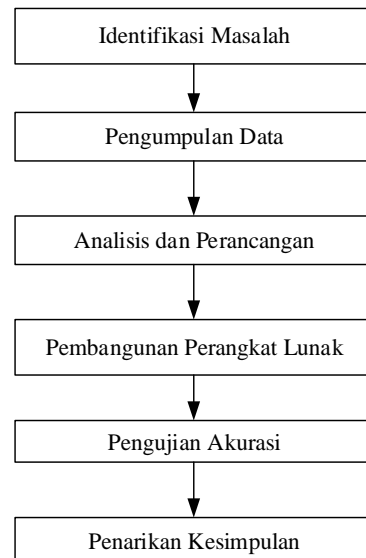 Identifikasi Masalah
Pengumpulan Data
Analisis dan Perancangan
Pembangunan Perangkat Lunak
Pengujian Akurasi
Penarikan Kesimpulan